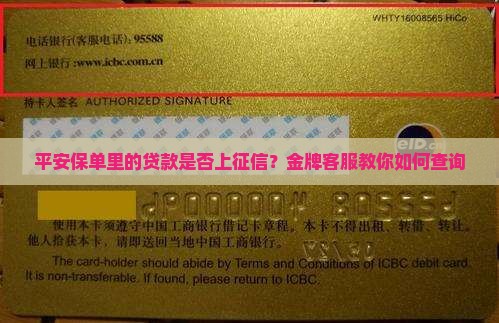 WHTY16008565 HiCo
电话银行(客服电话):95588
网上银行:www.icbc.com.cn
持卡人签名 AUTHORIZED SIGNATURE
eID
平安保单里的贷款是否上征信？金牌客服教你如何查询
使用本卡须遵守中国工商银行借记卡章程。本卡不得出租、转借、转让。
他人拾获本卡，请即送回当地中国工商银行。
The card-holder should abide by Terms and Conditions of ICBC debit card.
It is non-transferable. If found, please return to ICBC.